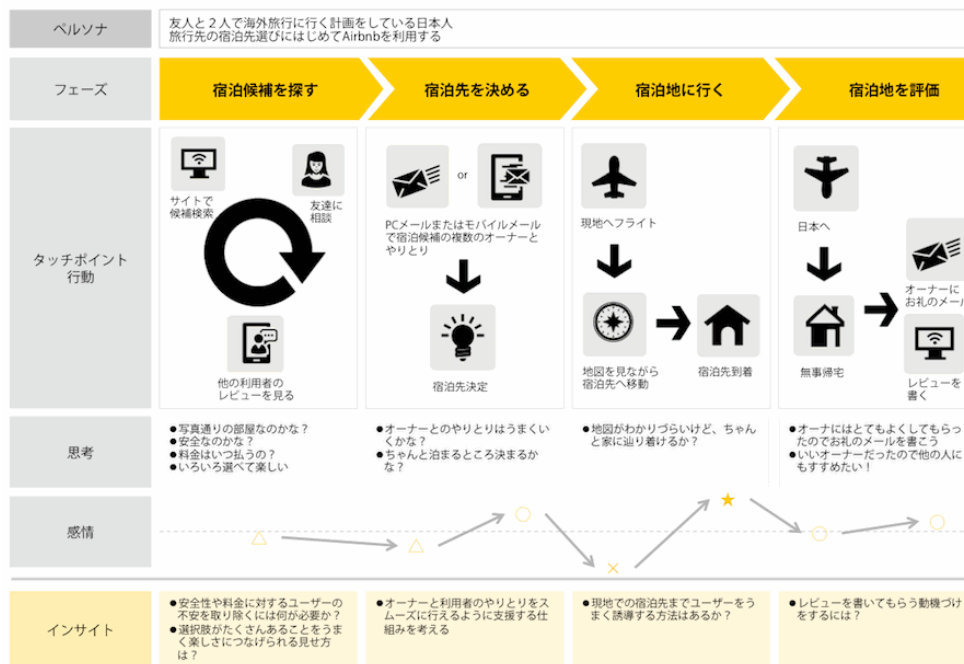 ペルソナ
友人と２人で海外旅行に行く計画をしている日本人
旅行先の宿泊先選びにはじめてAirbnbを利用する
フェーズ
宿泊候補を探す
宿泊先を決める
宿泊地に行く
宿泊地を評価
タッチポイント
行動
サイトで
候補検索
友達に
相談
他の利用者の
レビューを見る
or
PCメールまたはモバイルメール
で宿泊候補の複数のオーナーと
やりとり
宿泊先決定
現地へフライト
地図を見ながら
宿泊先へ移動
宿泊先到着
日本へ
無事帰宅
オーナーに
お礼のメール
レビューを
書く
思考
●写真通りの部屋なのかな？
●安全なのかな？
●料金はいつ払うの？
●いろいろ選べて楽しい
●オーナーとのやりとりはうまくい
くかな？
●ちゃんと泊まるところ決まるか
な？
●地図がわかりづらいけど、ちゃん
と家に辿り着けるか？
●オーナにはとてもよくしてもらっ
たのでお礼のメールを書こう
●いいオーナーだったので他の人に
もすすめたい！
感情
インサイト
●安全性や料金に対するユーザーの
不安を取り除くには何が必要か？
●選択肢がたくさんあることをうま
く楽しさにつなげられる見せ方
は？
●オーナーと利用者のやりとりをス
ムーズに行えるように支援する仕
組みを考える
●現地での宿泊先までユーザーをう
まく誘導する方法はあるか？
●レビューを書いてもらう動機づけ
をするには？